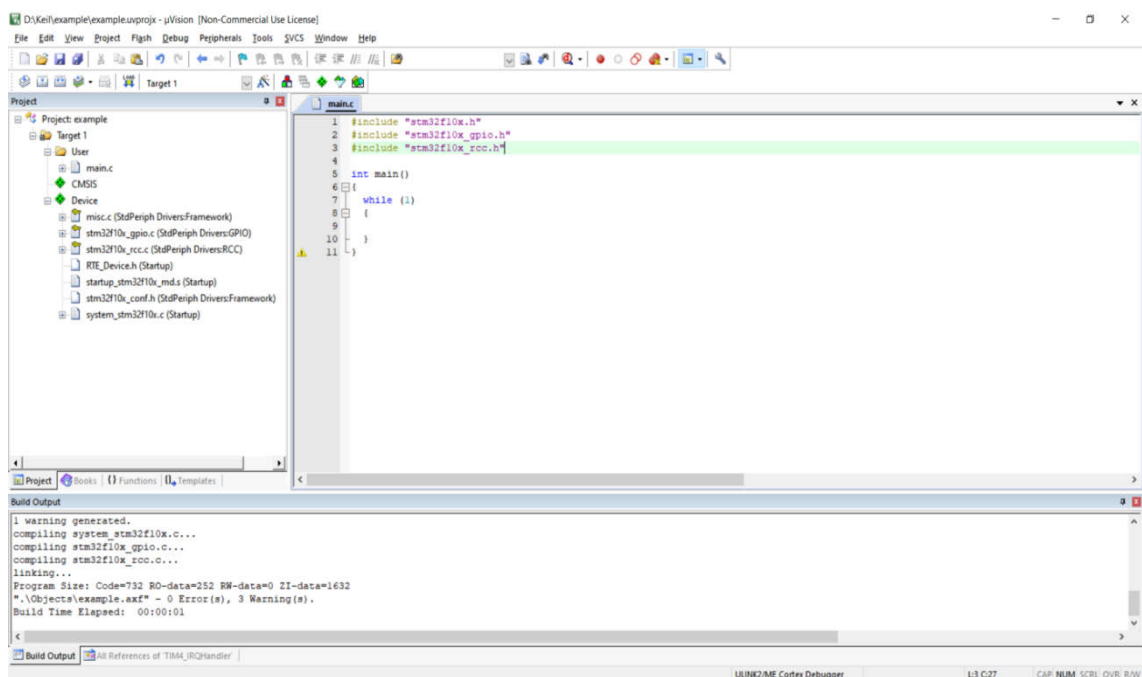 D:\Keil\example\example.uvprojx - µVision [Non-Commercial Use License]
File Edit View Project Flash Debug Peripherals Tools SVCS Window Help
Target 1
Project
Project: example
Target 1
User
main.c
CMSIS
Device
misc.c (StdPeriph Drivers:Framework)
stm32f10x_gpio.c (StdPeriph Drivers:GPIO)
stm32f10x_rcc.c (StdPeriph Drivers:RCC)
RTE_Device.h (Startup)
startup_stm32f10x_md.s (Startup)
stm32f10x_conf.h (StdPeriph Drivers:Framework)
system_stm32f10x.c (Startup)
Project Books {} Functions Templates
main.c
1 #include "stm32f10x.h"
2 #include "stm32f10x_gpio.h"
3 #include "stm32f10x_rcc.h"
4
5 int main()
6 {
7 while (1)
8 {
9
10 }
11 }
Build Output
1 warning generated.
compiling system_stm32f10x.c...
compiling stm32f10x_gpio.c...
compiling stm32f10x_rcc.c...
linking...
Program Size: Code=732 RO-data=252 RW-data=0 ZI-data=1632
".\Objects\example.axf" - 0 Error(s), 3 Warning(s).
Build Time Elapsed: 00:00:01
Build Output All References of 'TIM4_IRQHandler'
ULINK2/ME Cortex Debugger L:3 C:27 CAP NUM SCRL OVR R/W